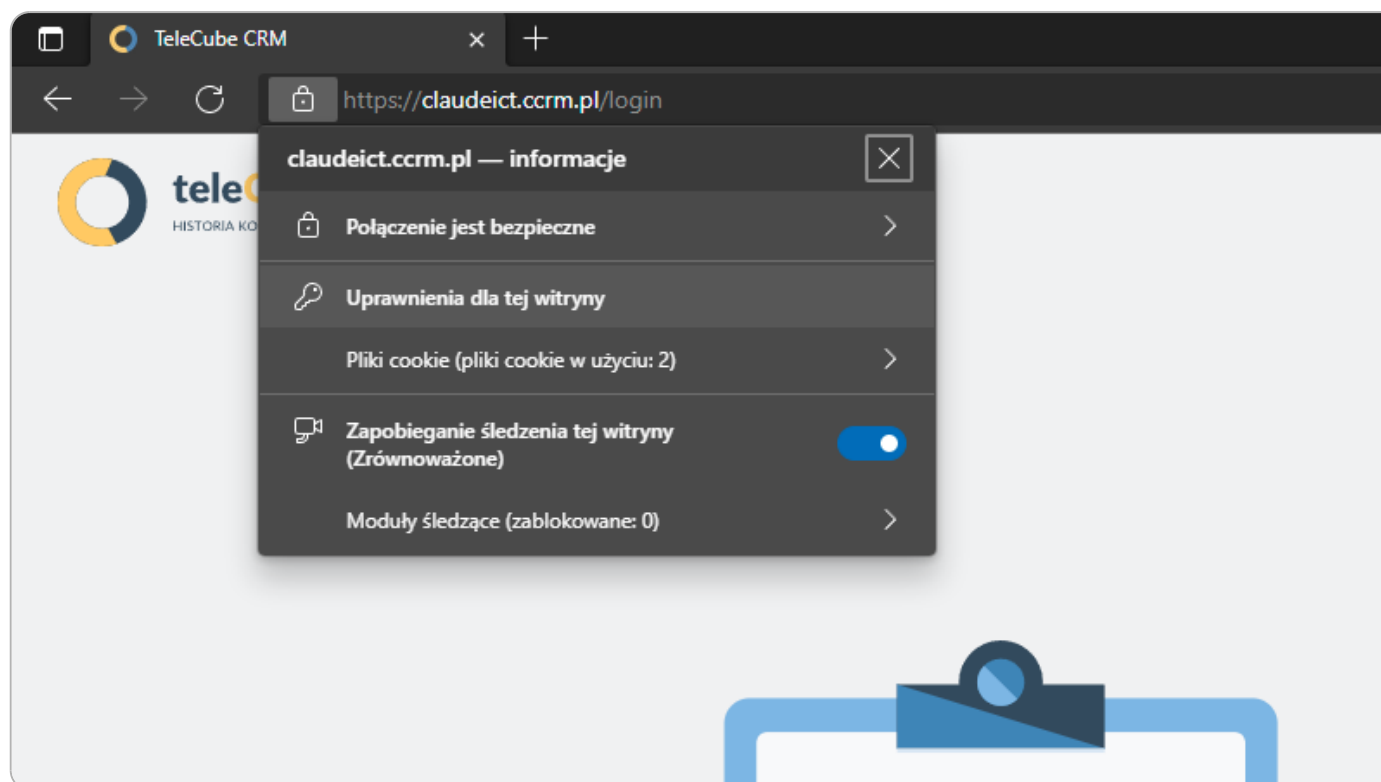 TeleCube CRM
https://claudeict.ccrm.pl/login
claudeict.ccrm.pl — informacje
tele
HISTORIA KO
Połączenie jest bezpieczne
Uprawnienia dla tej witryny
Pliki cookie (pliki cookie w użyciu: 2)
Zapobieganie śledzenia tej witryny
(Zrównoważone)
Moduły śledzące (zablokowane: 0)